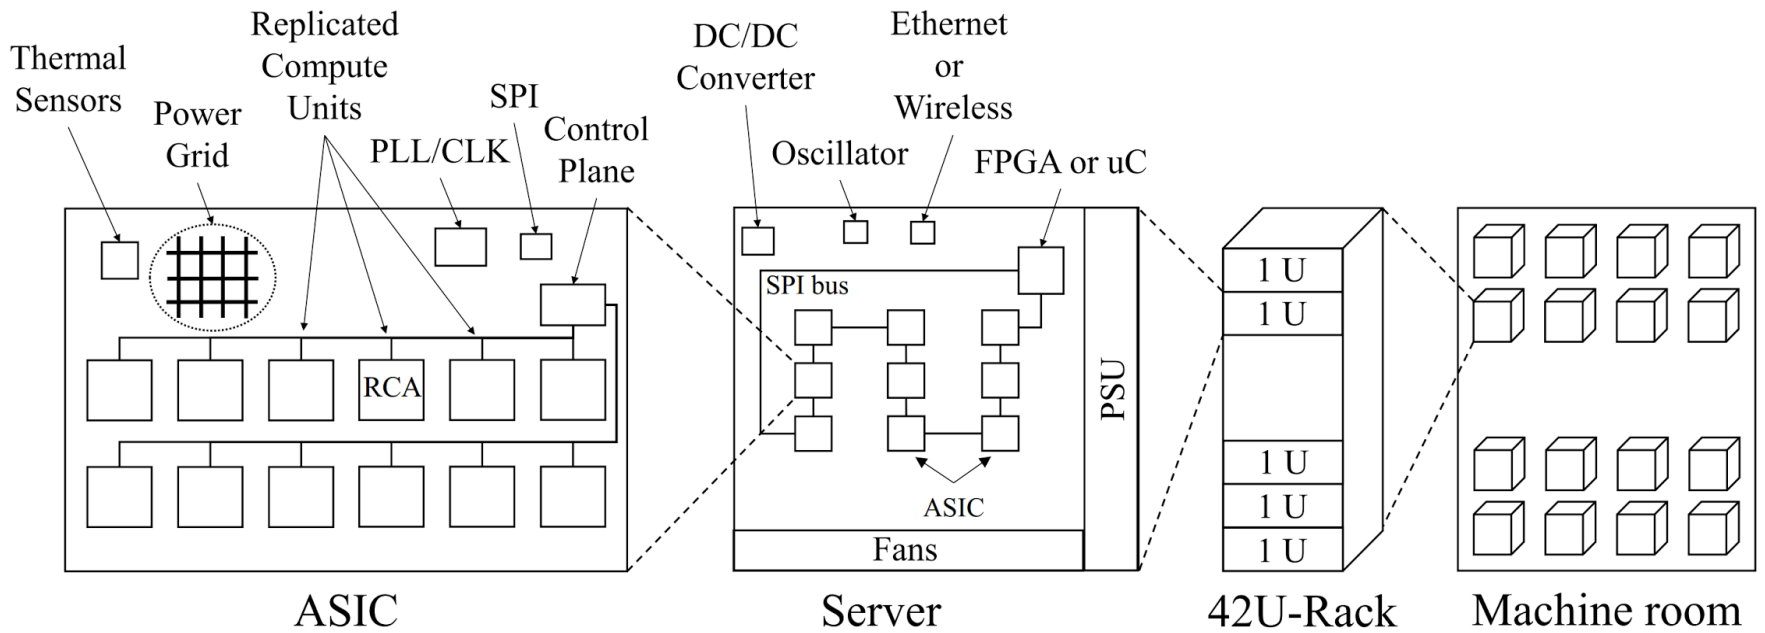 Thermal
Sensors
Power
Grid
Replicated
Compute
Units
PLL/CLK
SPI
Control
Plane
RCA
ASIC
DC/DC
Converter
Oscillator
Ethernet
or
Wireless
FPGA or uC
SPI bus
ASIC
PSU
Fans
Server
1 U
1 U
1 U
1 U
1 U
42U-Rack
Machine room